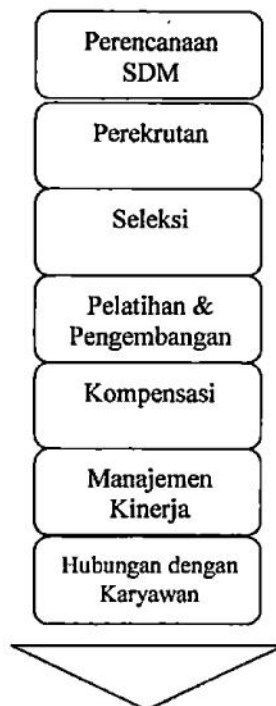 Perencanaan
SDM
Perekrutan
Seleksi
Pelatihan &
Pengembangan
Kompensasi
Manajemen
Kinerja
Hubungan dengan
Karyawan